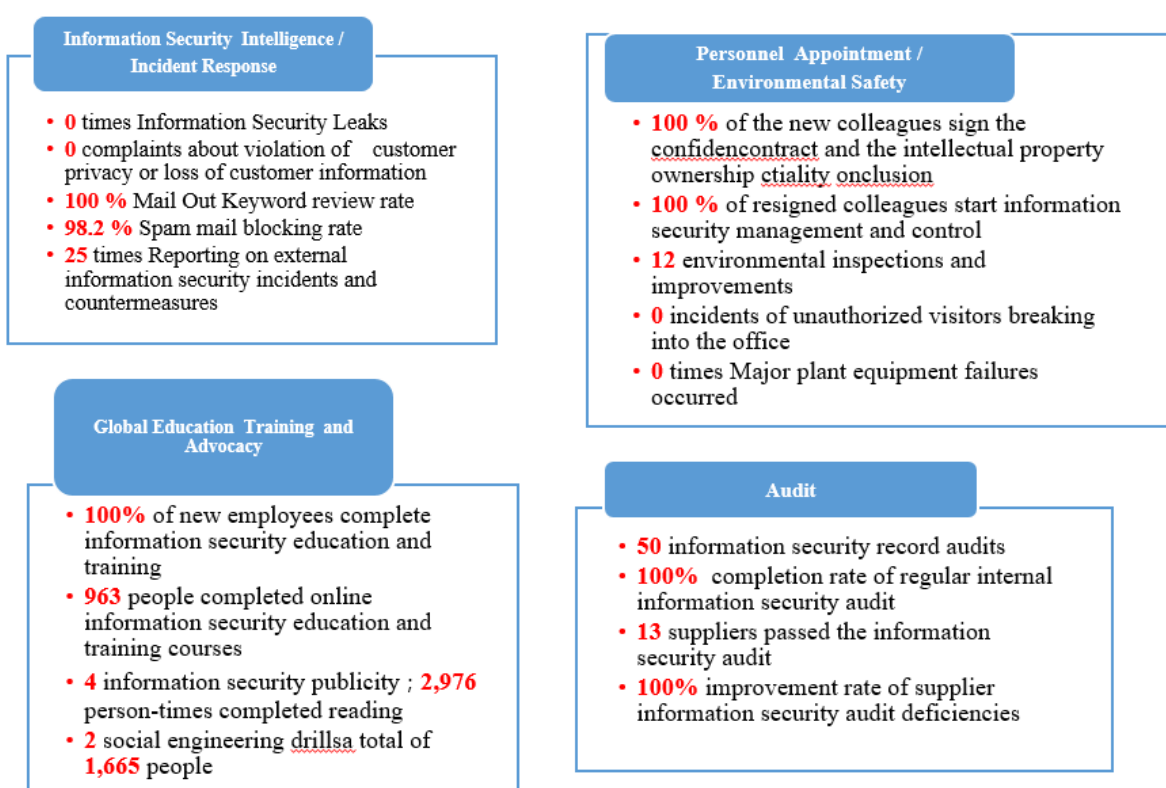 Information Security Intelligence /
Incident Response
• 0 times Information Security Leaks
• 0 complaints about violation of customer
privacy or loss of customer information
• 100 % Mail Out Keyword review rate
• 98.2 % Spam mail blocking rate
• 25 times Reporting on external
information security incidents and
countermeasures
Personnel Appointment /
Environmental Safety
• 100 % of the new colleagues sign the
confidencontract and the intellectual property
ownership ctiality onclusion
• 100 % of resigned colleagues start information
security management and control
• 12 environmental inspections and
improvements
• 0 incidents of unauthorized visitors breaking
into the office
• 0 times Major plant equipment failures
occurred
Global Education Training and
Advocacy
• 100% of new employees complete
information security education and
training
• 963 people completed online
information security education and
training courses
• 4 information security publicity ; 2,976
person-times completed reading
• 2 social engineering drillsa total of
1,665 people
Audit
• 50 information security record audits
• 100% completion rate of regular internal
information security audit
• 13 suppliers passed the information
security audit
• 100% improvement rate of supplier
information security audit deficiencies